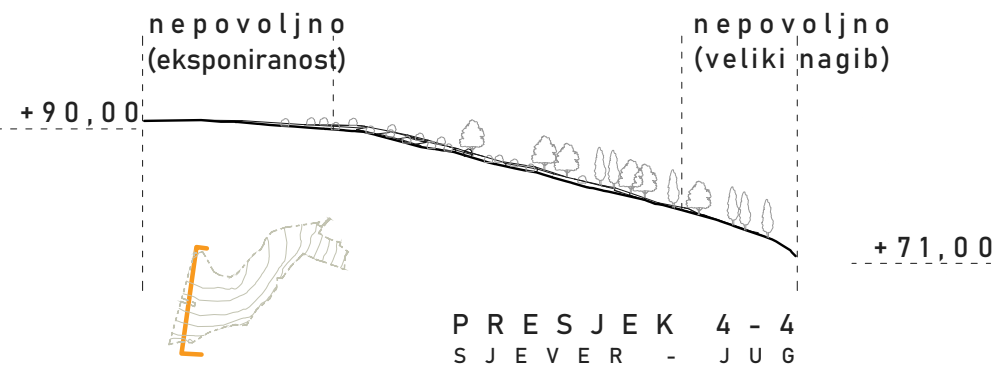 nepovoljno
(eksponiranost)
nepovoljno
(veliki nagib)
+90,00
+71,00
PRESJEK 4-4
SJEVER - JUG